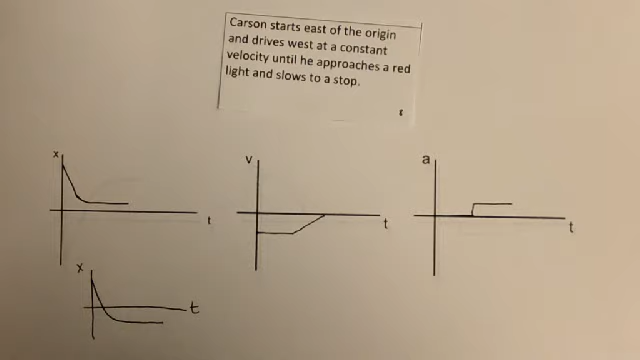 Carson starts east of the origin
and drives west at a constant
velocity until he approaches a red
light and slows to a stop.
x
t
v
t
a
t
x
t